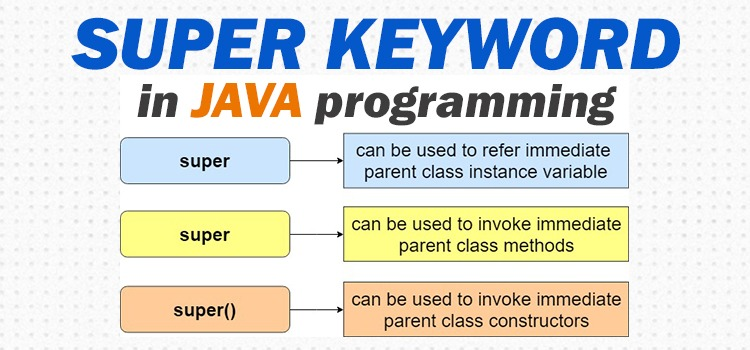 SUPER KEYWORD
in JAVA programming
super
can be used to refer immediate
parent class instance variable
super
can be used to invoke immediate
parent class methods
super()
can be used to invoke immediate
parent class constructors